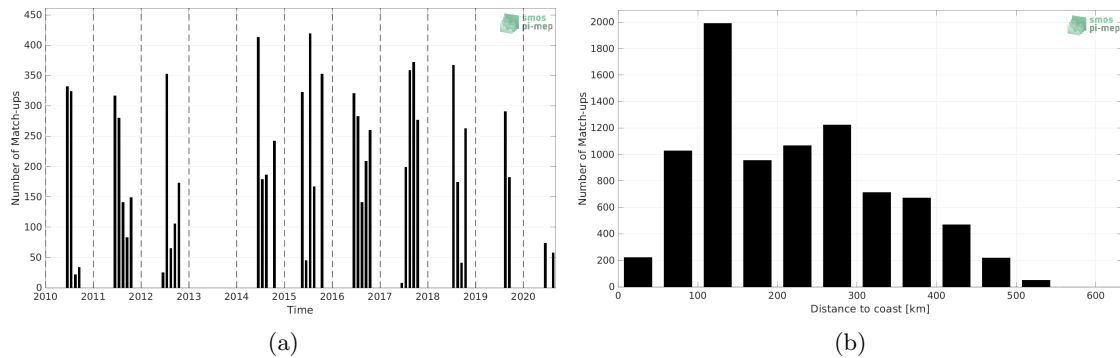 450
400
350
300
250
200
150
100
50
0
Number of Match-ups
2010 2011 2012 2013 2014 2015 2016 2017 2018 2019 2020
Time
smos
pi-mep
(a)
2000
1800
1600
1400
1200
1000
800
600
400
200
0
Number of Match-ups
0 100 200 300 400 500 600
Distance to coast [km]
smos
pi-mep
(b)